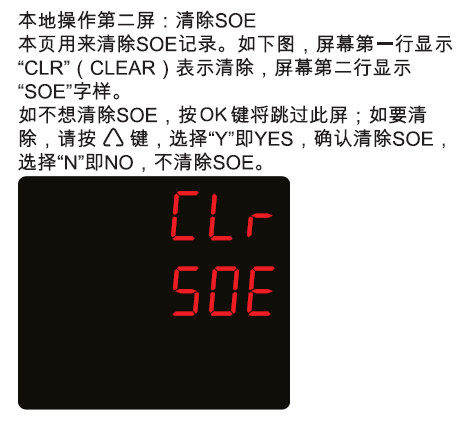 本地操作第二屏：清除SOE
本页用来清除SOE记录。如下图，屏幕第一行显示
“CLR”（CLEAR）表示清除，屏幕第二行显示
“SOE”字样。
如不想清除SOE，按OK键将跳过此屏；如要清
除，请按 △ 键，选择“Y”即YES，确认清除SOE，
选择“N”即NO，不清除SOE。
CLr
SOE